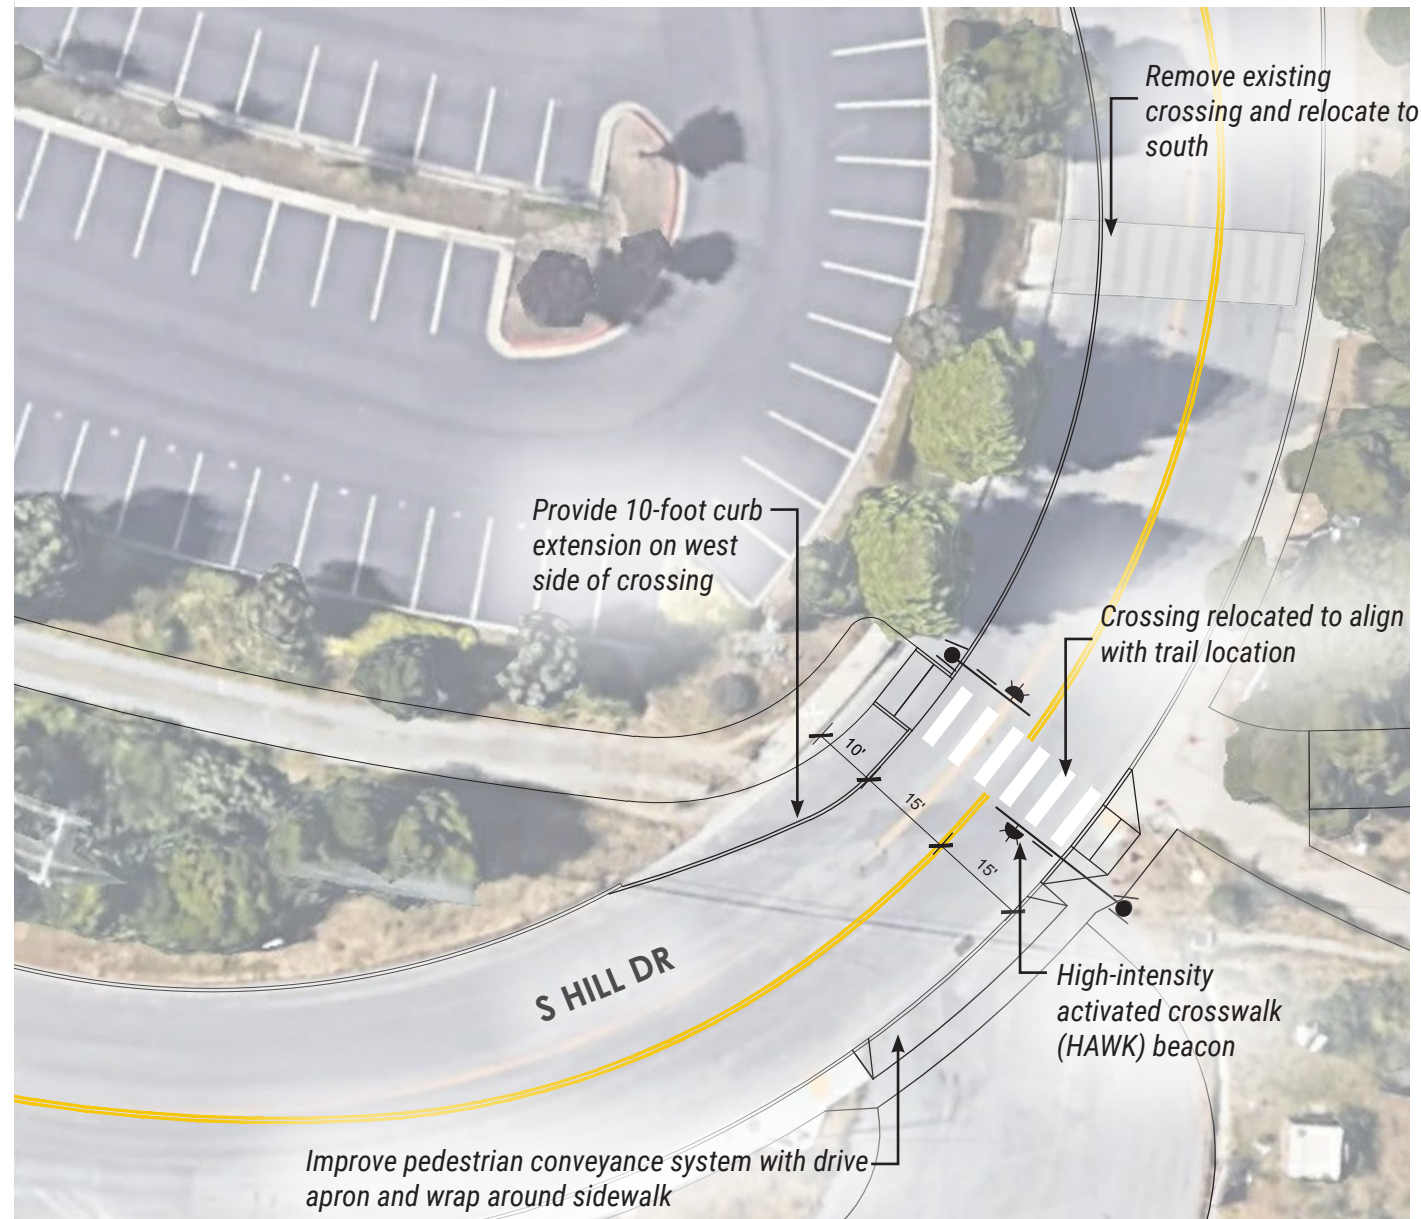 Remove existing
crossing and relocate to
south
Provide 10-foot curb
extension on west
side of crossing
Crossing relocated to align
with trail location
10'
15'
15'
S HILL DR
High-intensity
activated crosswalk
(HAWK) beacon
Improve pedestrian conveyance system with drive
apron and wrap around sidewalk